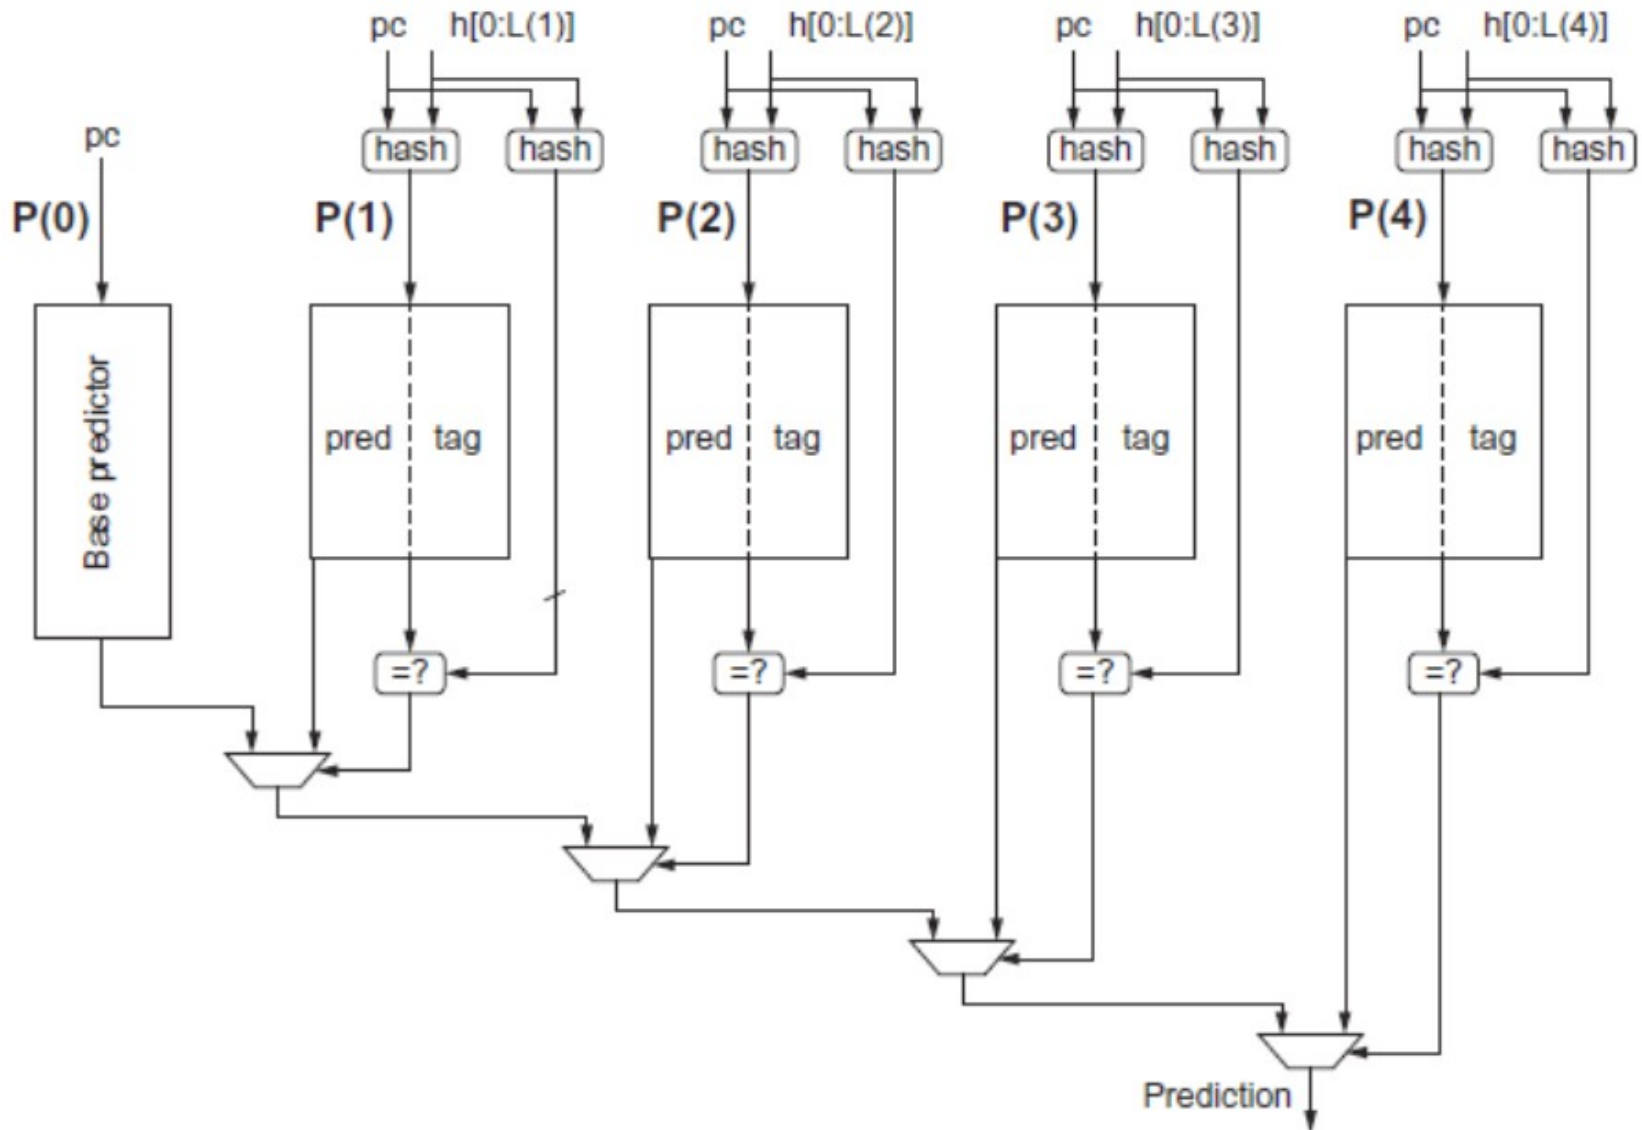 pc h[0:L(1)] pc h[0:L(2)] pc h[0:L(3)] pc h[0:L(4)]
pc
hash hash hash hash hash hash hash hash
P(0) P(1) P(2) P(3) P(4)
Base predictor
pred tag pred tag pred tag pred tag
=? =? =? =?
Prediction